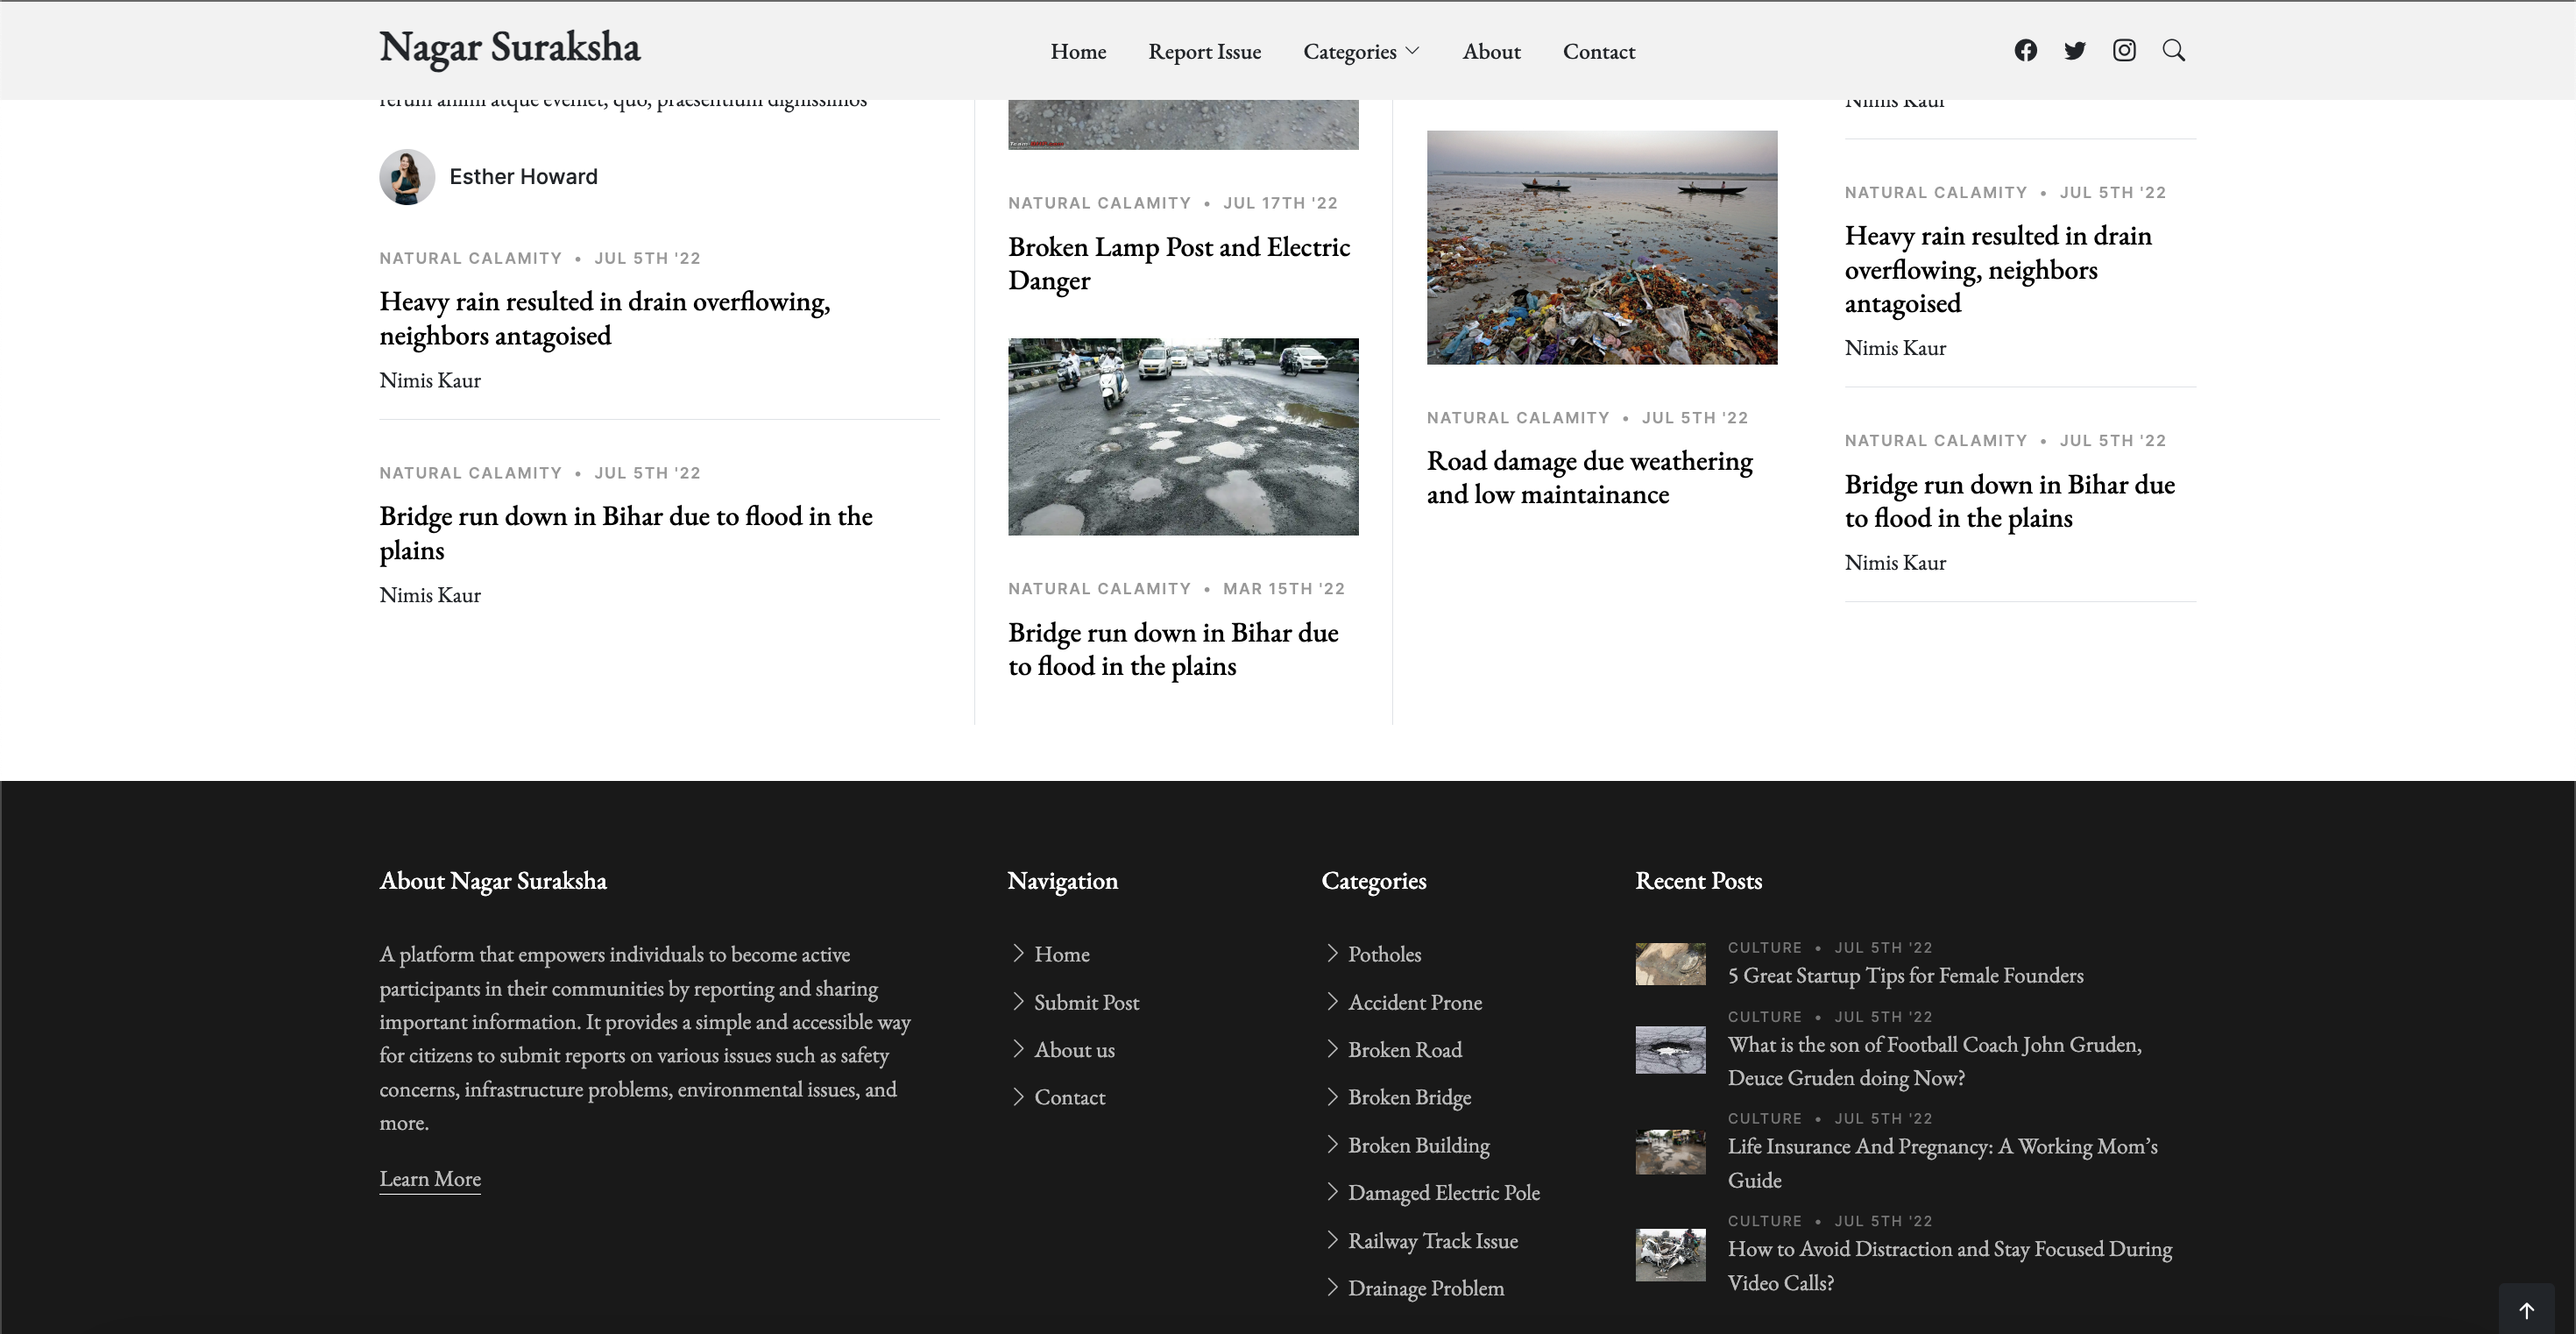 Nagar Suraksha
Home
Report Issue
Categories
About
Contact
rerum animi atque eveniet, quo, praesentium dignissimos
Esther Howard
NATURAL CALAMITY • JUL 5TH '22
Heavy rain resulted in drain overflowing,
neighbors antagoised
Nimis Kaur
NATURAL CALAMITY • JUL 5TH '22
Bridge run down in Bihar due to flood in the
plains
Nimis Kaur
NATURAL CALAMITY • JUL 17TH '22
Broken Lamp Post and Electric
Danger
NATURAL CALAMITY • MAR 15TH '22
Bridge run down in Bihar due
to flood in the plains
NATURAL CALAMITY • JUL 5TH '22
Road damage due weathering
and low maintainance
Nimis Kaur
NATURAL CALAMITY • JUL 5TH '22
Heavy rain resulted in drain
overflowing, neighbors
antagoised
Nimis Kaur
NATURAL CALAMITY • JUL 5TH '22
Bridge run down in Bihar due
to flood in the plains
Nimis Kaur
About Nagar Suraksha
A platform that empowers individuals to become active
participants in their communities by reporting and sharing
important information. It provides a simple and accessible way
for citizens to submit reports on various issues such as safety
concerns, infrastructure problems, environmental issues, and
more.
Learn More
Navigation
Home
Submit Post
About us
Contact
Categories
Potholes
Accident Prone
Broken Road
Broken Bridge
Broken Building
Damaged Electric Pole
Railway Track Issue
Drainage Problem
Recent Posts
CULTURE • JUL 5TH '22
5 Great Startup Tips for Female Founders
CULTURE • JUL 5TH '22
What is the son of Football Coach John Gruden,
Deuce Gruden doing Now?
CULTURE • JUL 5TH '22
Life Insurance And Pregnancy: A Working Mom’s
Guide
CULTURE • JUL 5TH '22
How to Avoid Distraction and Stay Focused During
Video Calls?